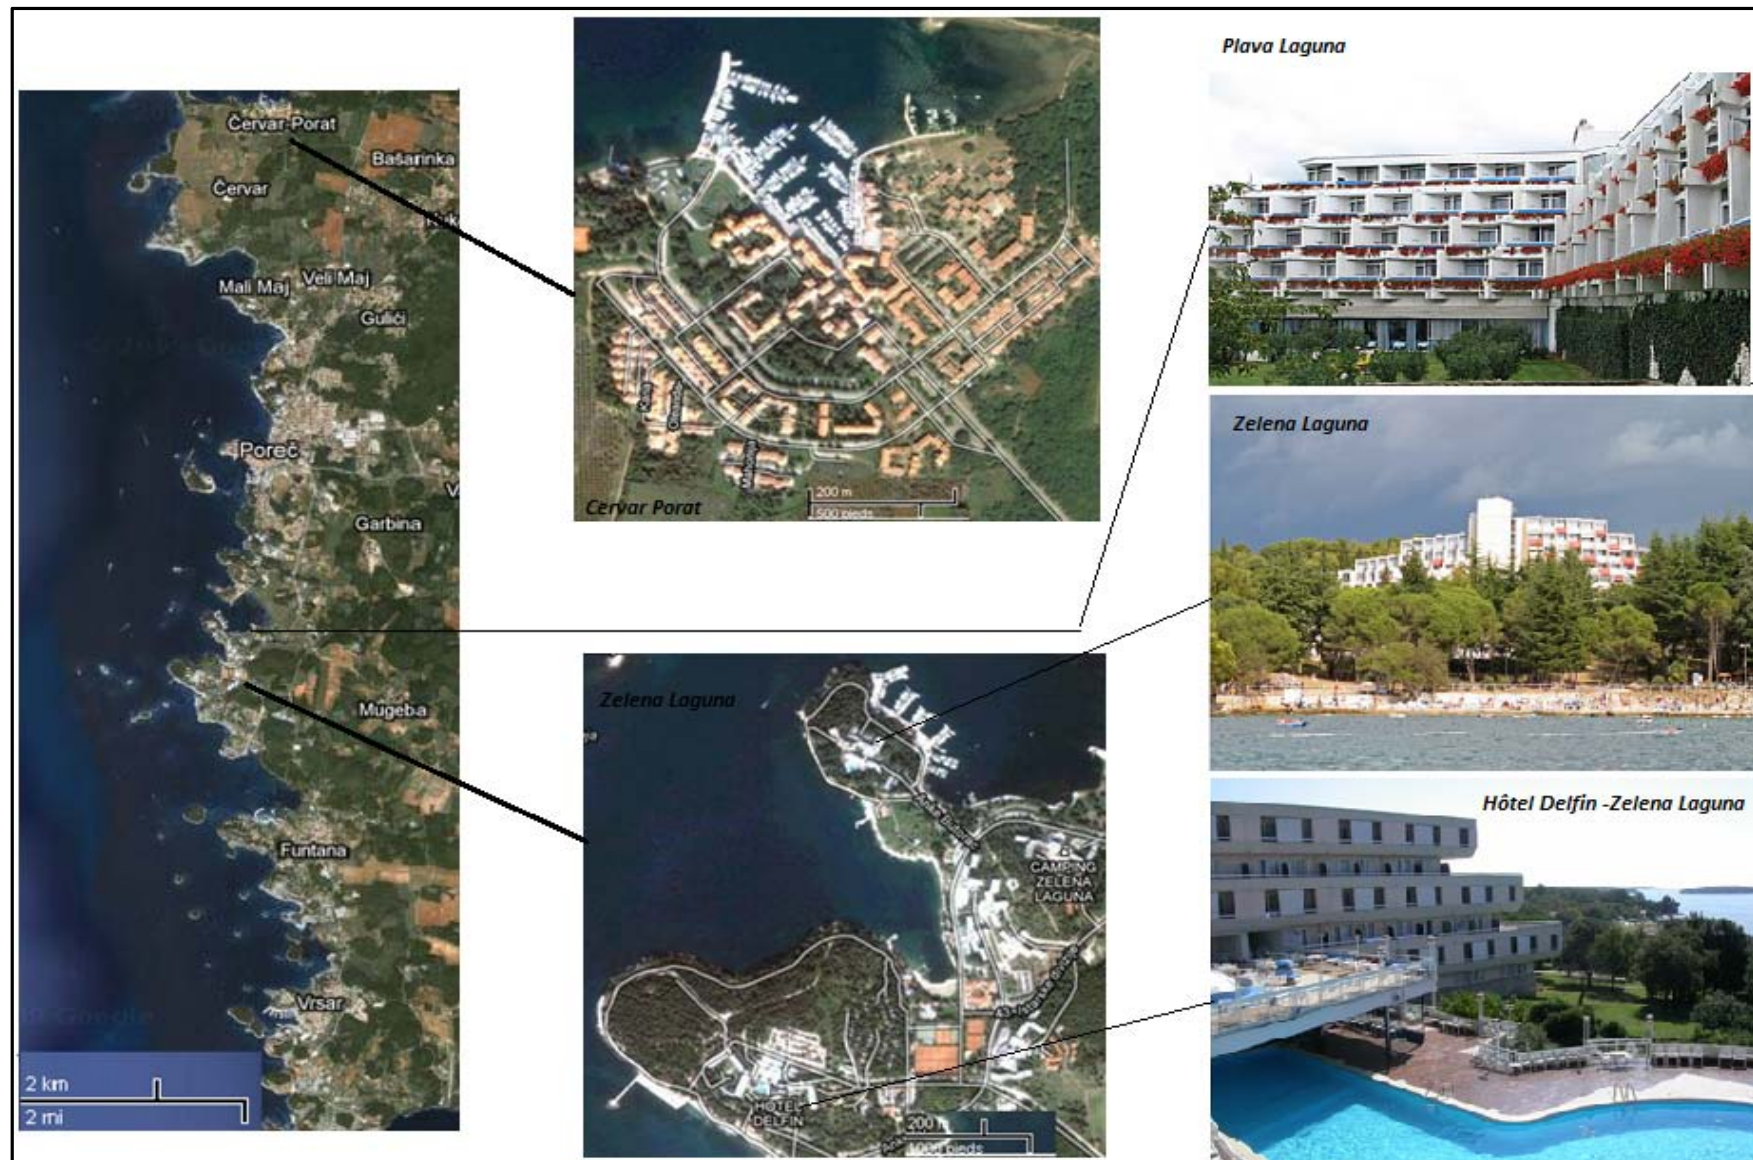 Červar-Porat
Bašarinka
Červar
Mali Maj
Veli Maj
Gulići
Poreč
Garbina
Mugeba
Funtana
Vrsar
2 km
2 mi
Cervar Porat
200 m
500 pieds
Zelena Laguna
CAMPING
ZELENA
LAGUNA
HOTEL
DELFIN
1000 pieds
Plava Laguna
Zelena Laguna
Hôtel Delfin -Zelena Laguna